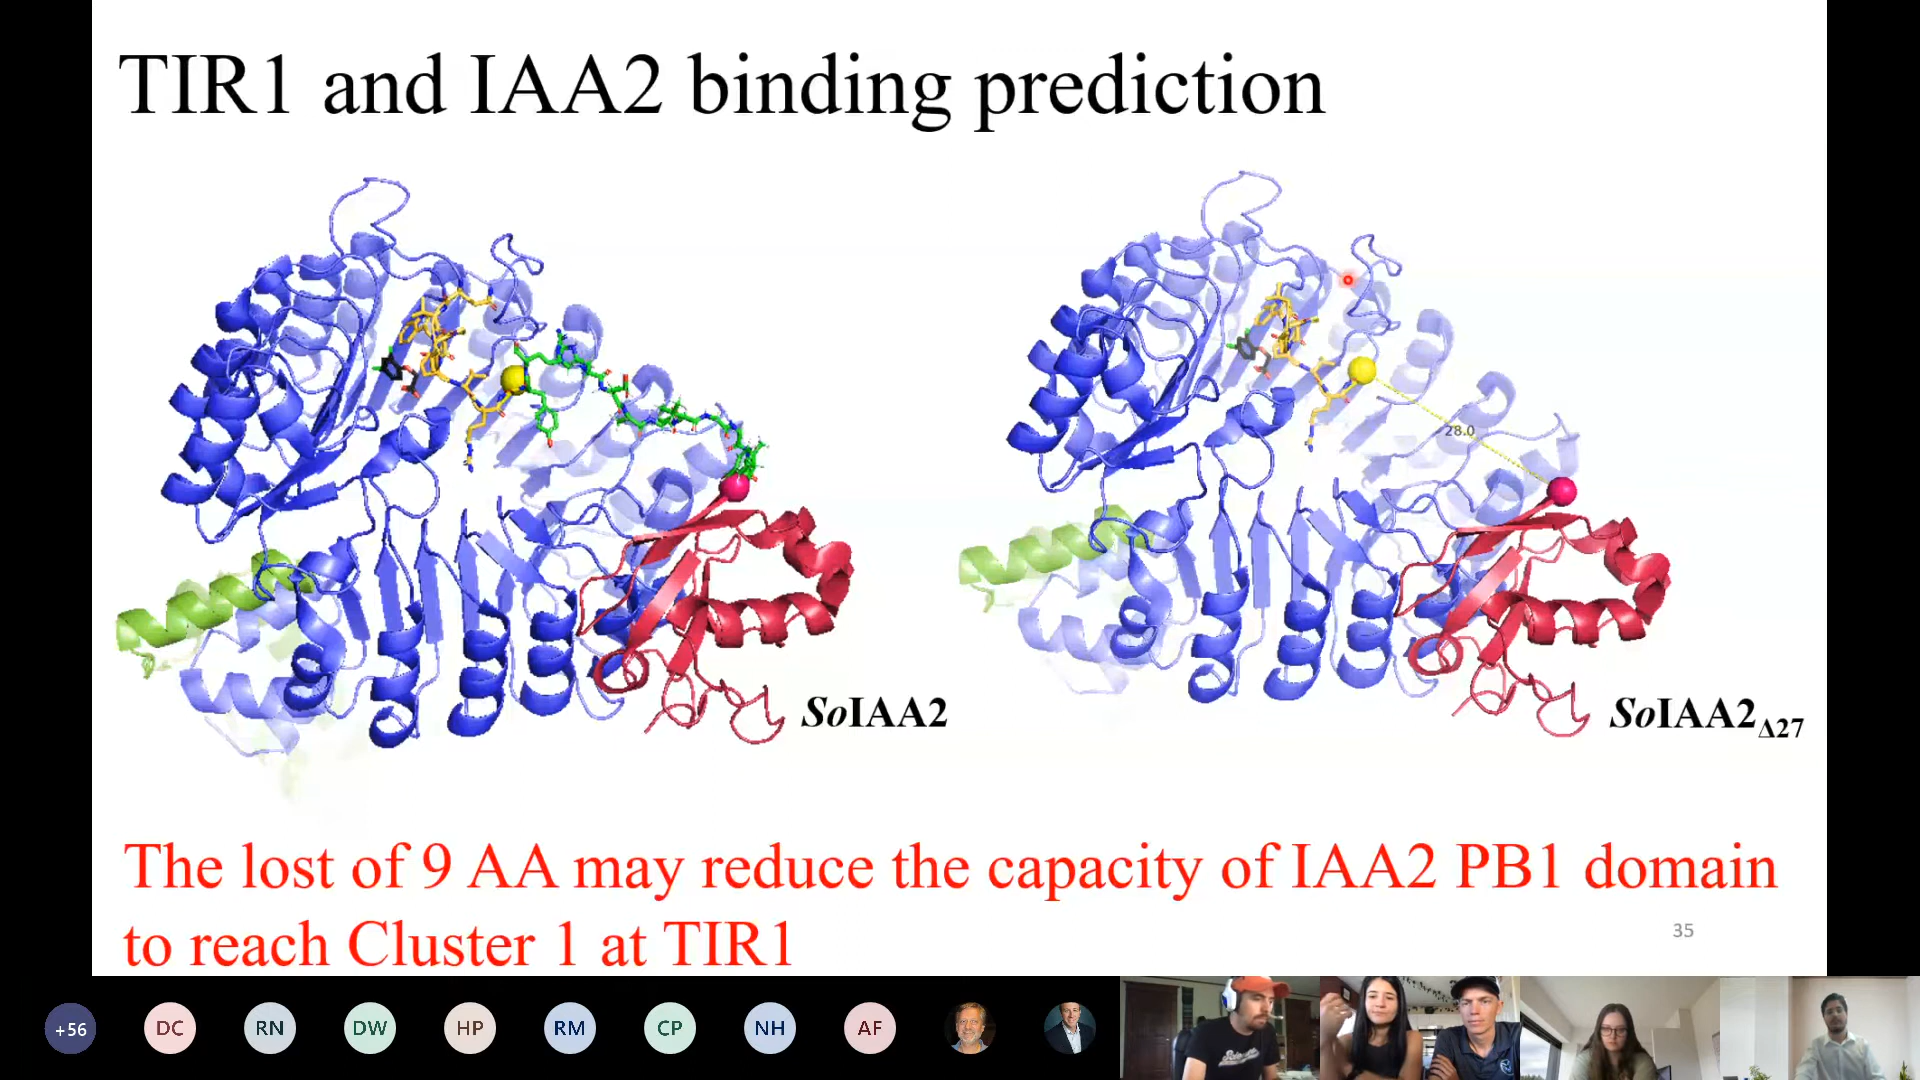 TIR1 and IAA2 binding prediction
28.0
SoIAA2
SoIAA2Δ27
The lost of 9 AA may reduce the capacity of IAA2 PB1 domain
to reach Cluster 1 at TIR1
35
+56
DC
RN
DW
HP
RM
CP
NH
AF